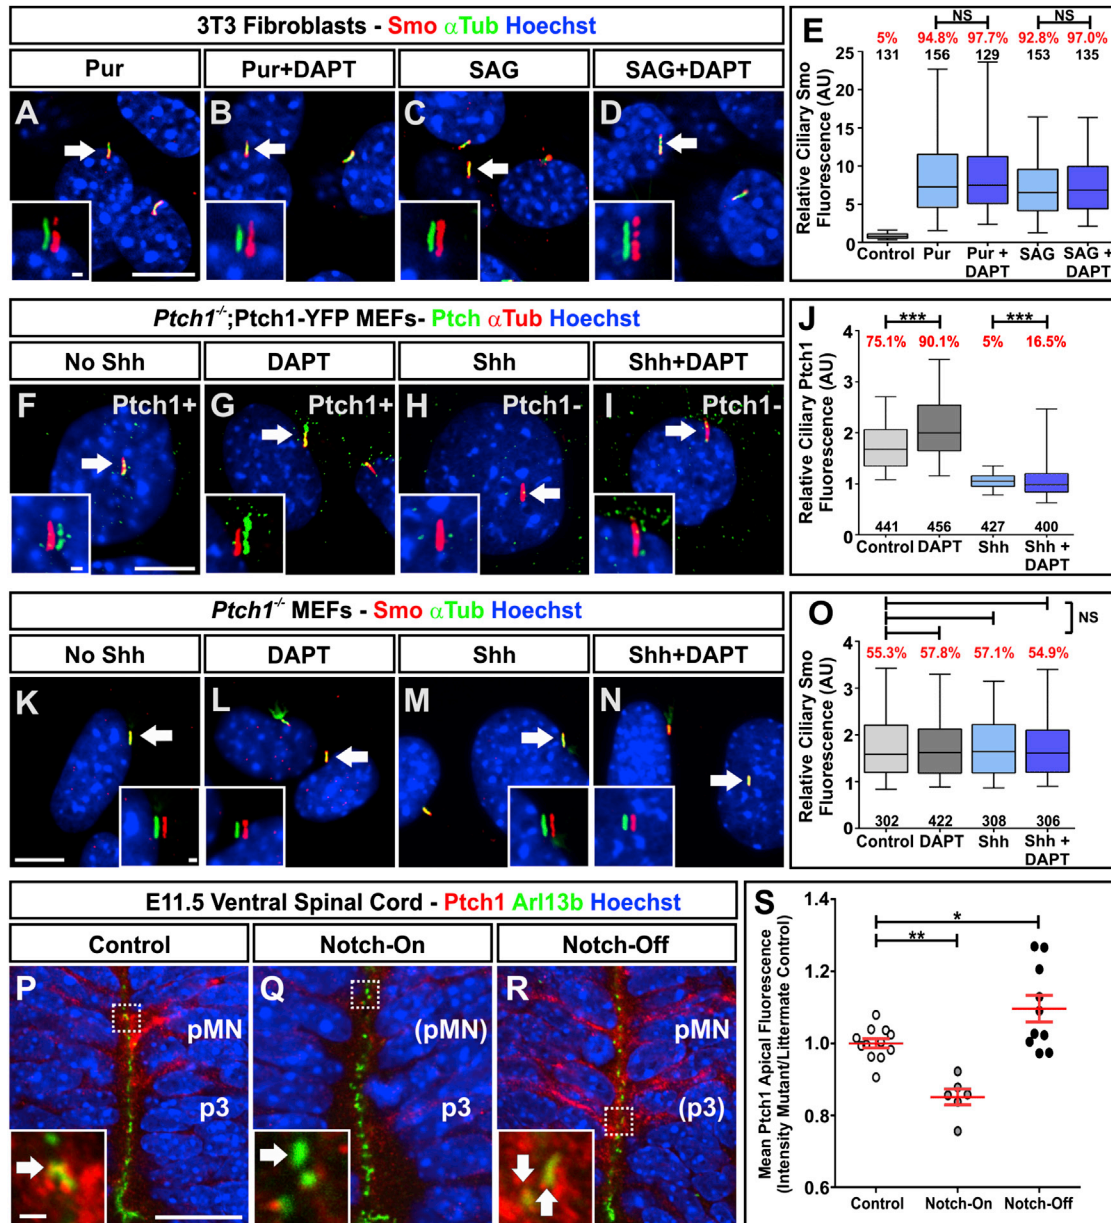 3T3 Fibroblasts - Smo αTub Hoechst
Pur
Pur+DAPT
SAG
SAG+DAPT
A
B
C
D
E
NS
NS
5%
94.8%
97.7%
92.8%
97.0%
131
156
129
153
135
Relative Ciliary Smo
Fluorescence (AU)
25
20
15
10
5
0
Control
Pur
Pur +
DAPT
SAG
SAG +
DAPT
Ptch1-/-;Ptch1-YFP MEFs- Ptch αTub Hoechst
No Shh
DAPT
Shh
Shh+DAPT
F
Ptch1+
G
Ptch1+
H
Ptch1-
I
Ptch1-
J
***
***
75.1%
90.1%
5%
16.5%
Relative Ciliary Ptch1
Fluorescence (AU)
4
3
2
1
0
441
456
427
400
Control
DAPT
Shh
Shh +
DAPT
Ptch1-/- MEFs - Smo αTub Hoechst
No Shh
DAPT
Shh
Shh+DAPT
K
L
M
N
O
NS
55.3%
57.8%
57.1%
54.9%
Relative Ciliary Smo
Fluorescence (AU)
4
3
2
1
0
302
422
308
306
Control
DAPT
Shh
Shh +
DAPT
E11.5 Ventral Spinal Cord - Ptch1 Arl13b Hoechst
Control
Notch-On
Notch-Off
P
pMN
p3
Q
(pMN)
p3
R
pMN
(p3)
S
*
**
Mean Ptch1 Apical Fluorescence
(Intensity Mutant/Littermate Control)
1.4
1.2
1.0
0.8
0.6
Control
Notch-On
Notch-Off